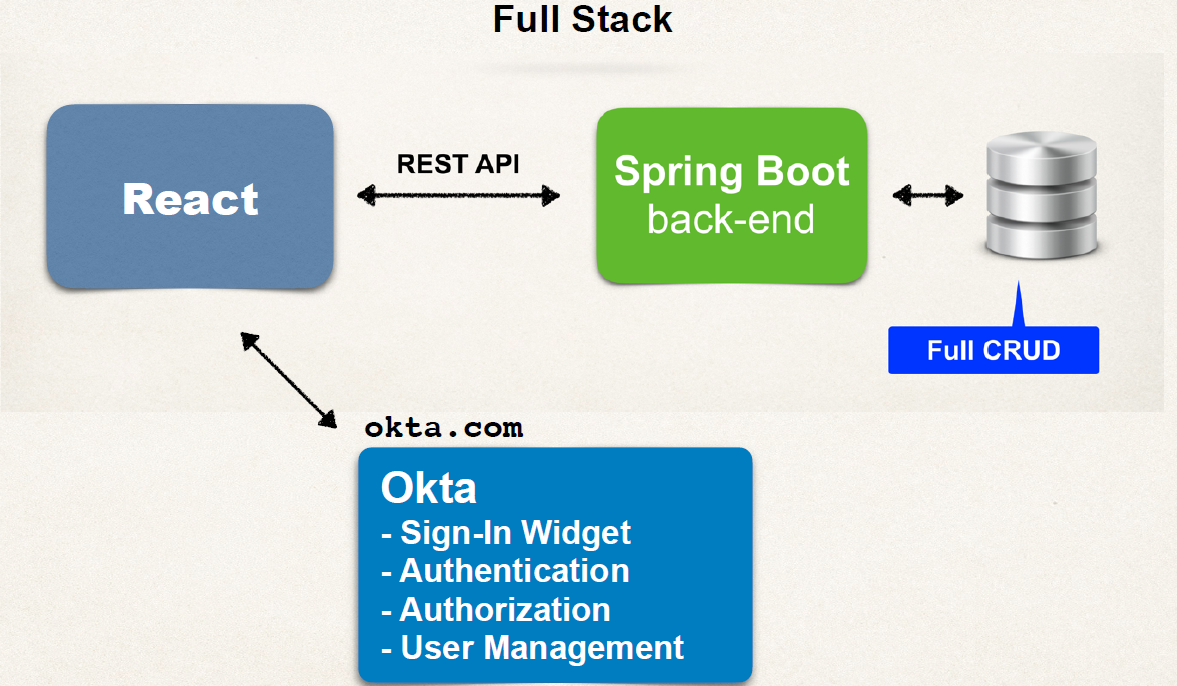 Full Stack
React
REST API
Spring Boot
back-end
Full CRUD
okta.com
Okta
- Sign-In Widget
- Authentication
- Authorization
- User Management